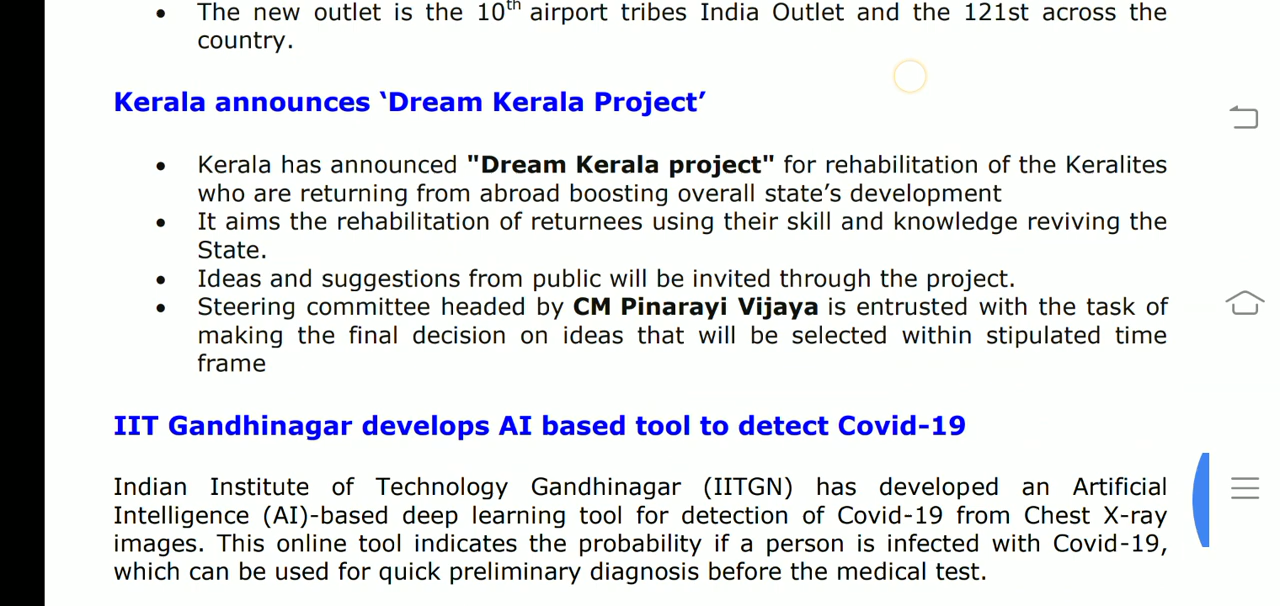 • The new outlet is the 10th airport tribes India Outlet and the 121st across the
country.
Kerala announces ‘Dream Kerala Project’
• Kerala has announced "Dream Kerala project" for rehabilitation of the Keralites
who are returning from abroad boosting overall state’s development
• It aims the rehabilitation of returnees using their skill and knowledge reviving the
State.
• Ideas and suggestions from public will be invited through the project.
• Steering committee headed by CM Pinarayi Vijaya is entrusted with the task of
making the final decision on ideas that will be selected within stipulated time
frame
IIT Gandhinagar develops AI based tool to detect Covid-19
Indian Institute of Technology Gandhinagar (IITGN) has developed an Artificial
Intelligence (AI)-based deep learning tool for detection of Covid-19 from Chest X-ray
images. This online tool indicates the probability if a person is infected with Covid-19,
which can be used for quick preliminary diagnosis before the medical test.